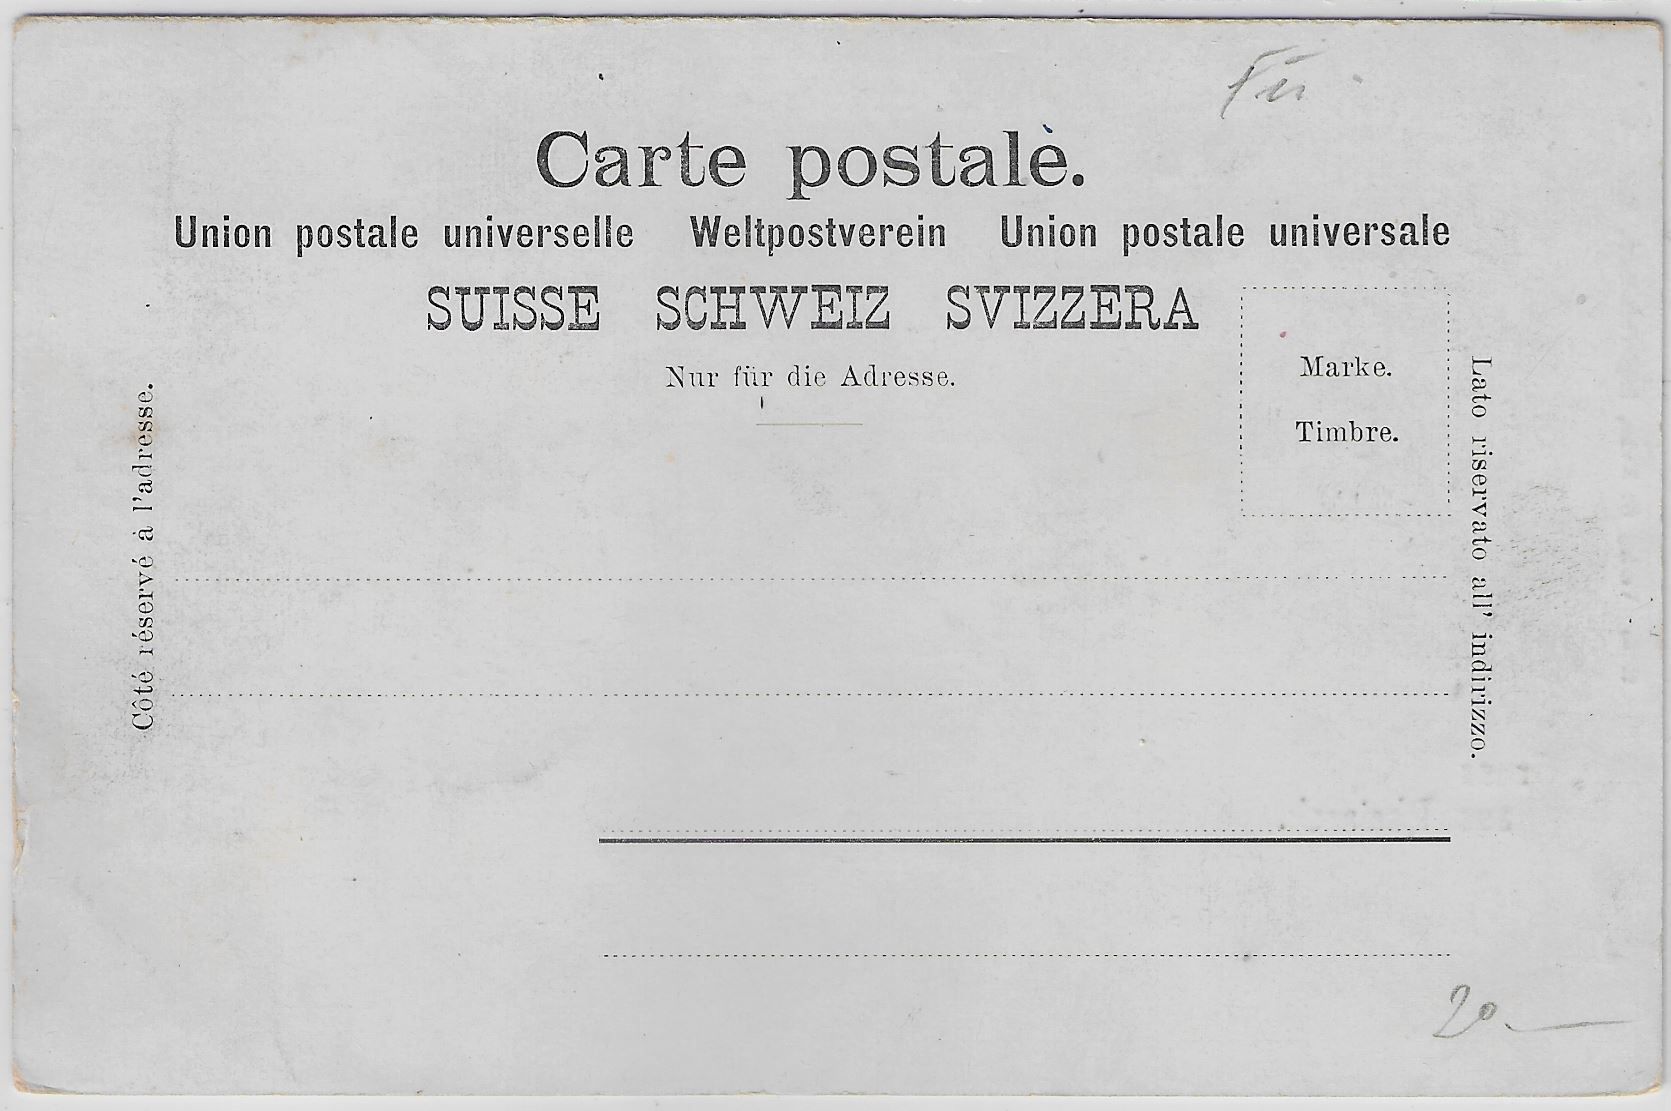 Carte postale.
Union postale universelle Weltpostverein Union postale universale
SUISSE SCHWEIZ SVIZZERA
Nur für die Adresse.
Marke.
Timbre.
Côté réservé à l'adresse.
Lato riservato all' indirizzo.
20.—